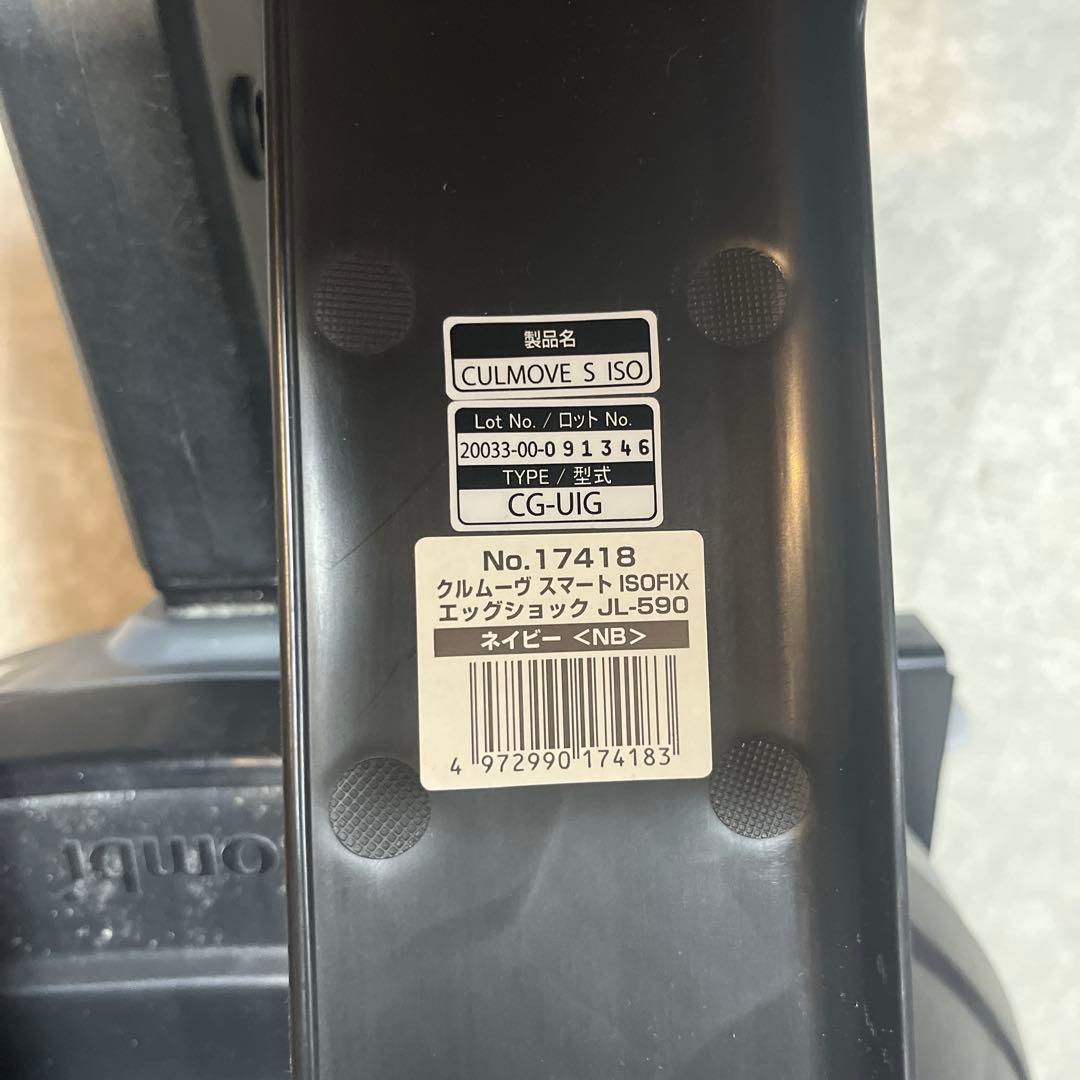 製品名
CULMOVE S ISO
Lot No. / ロット No.
20033-00-091346
TYPE / 型式
CG-UIG
No.17418
クルムーヴ スマート ISOFIX
エッグショック JL-590
ネイビー <NB>
4 972990 174183
ombi